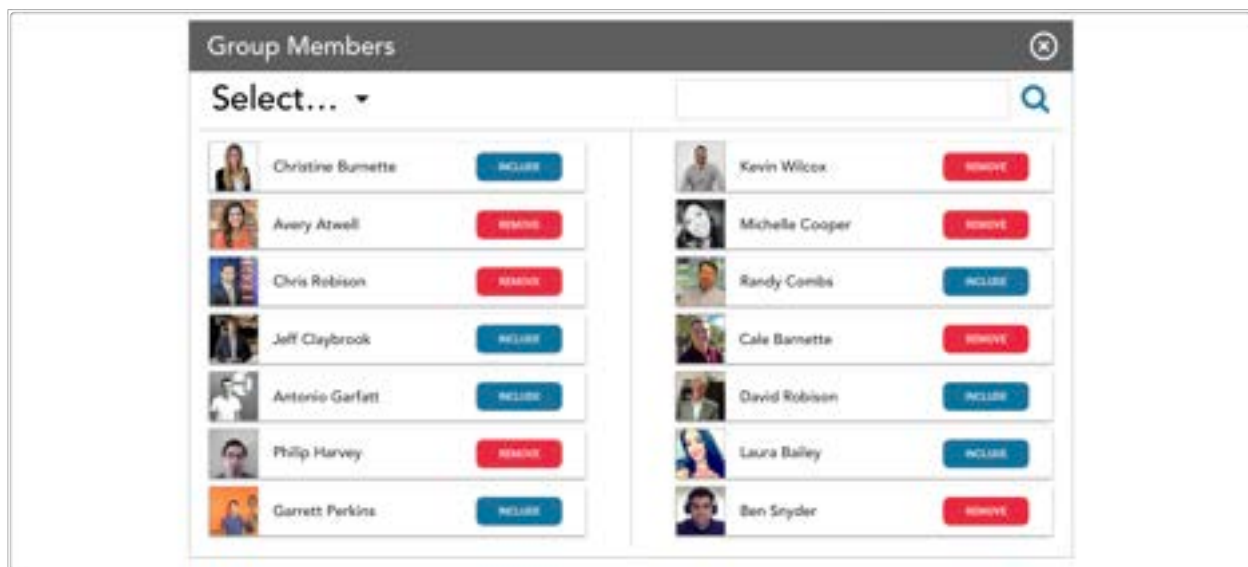 Group Members
Select...
Christine Burnette INCLUDE
Avery Atwell REMOVE
Chris Robison REMOVE
Jeff Claybrook INCLUDE
Antonio Garfatt INCLUDE
Philip Harvey REMOVE
Garrett Perkins INCLUDE
Kevin Wilcox REMOVE
Michelle Cooper REMOVE
Randy Combs INCLUDE
Cale Barnette REMOVE
David Robison INCLUDE
Laura Bailey INCLUDE
Ben Snyder REMOVE